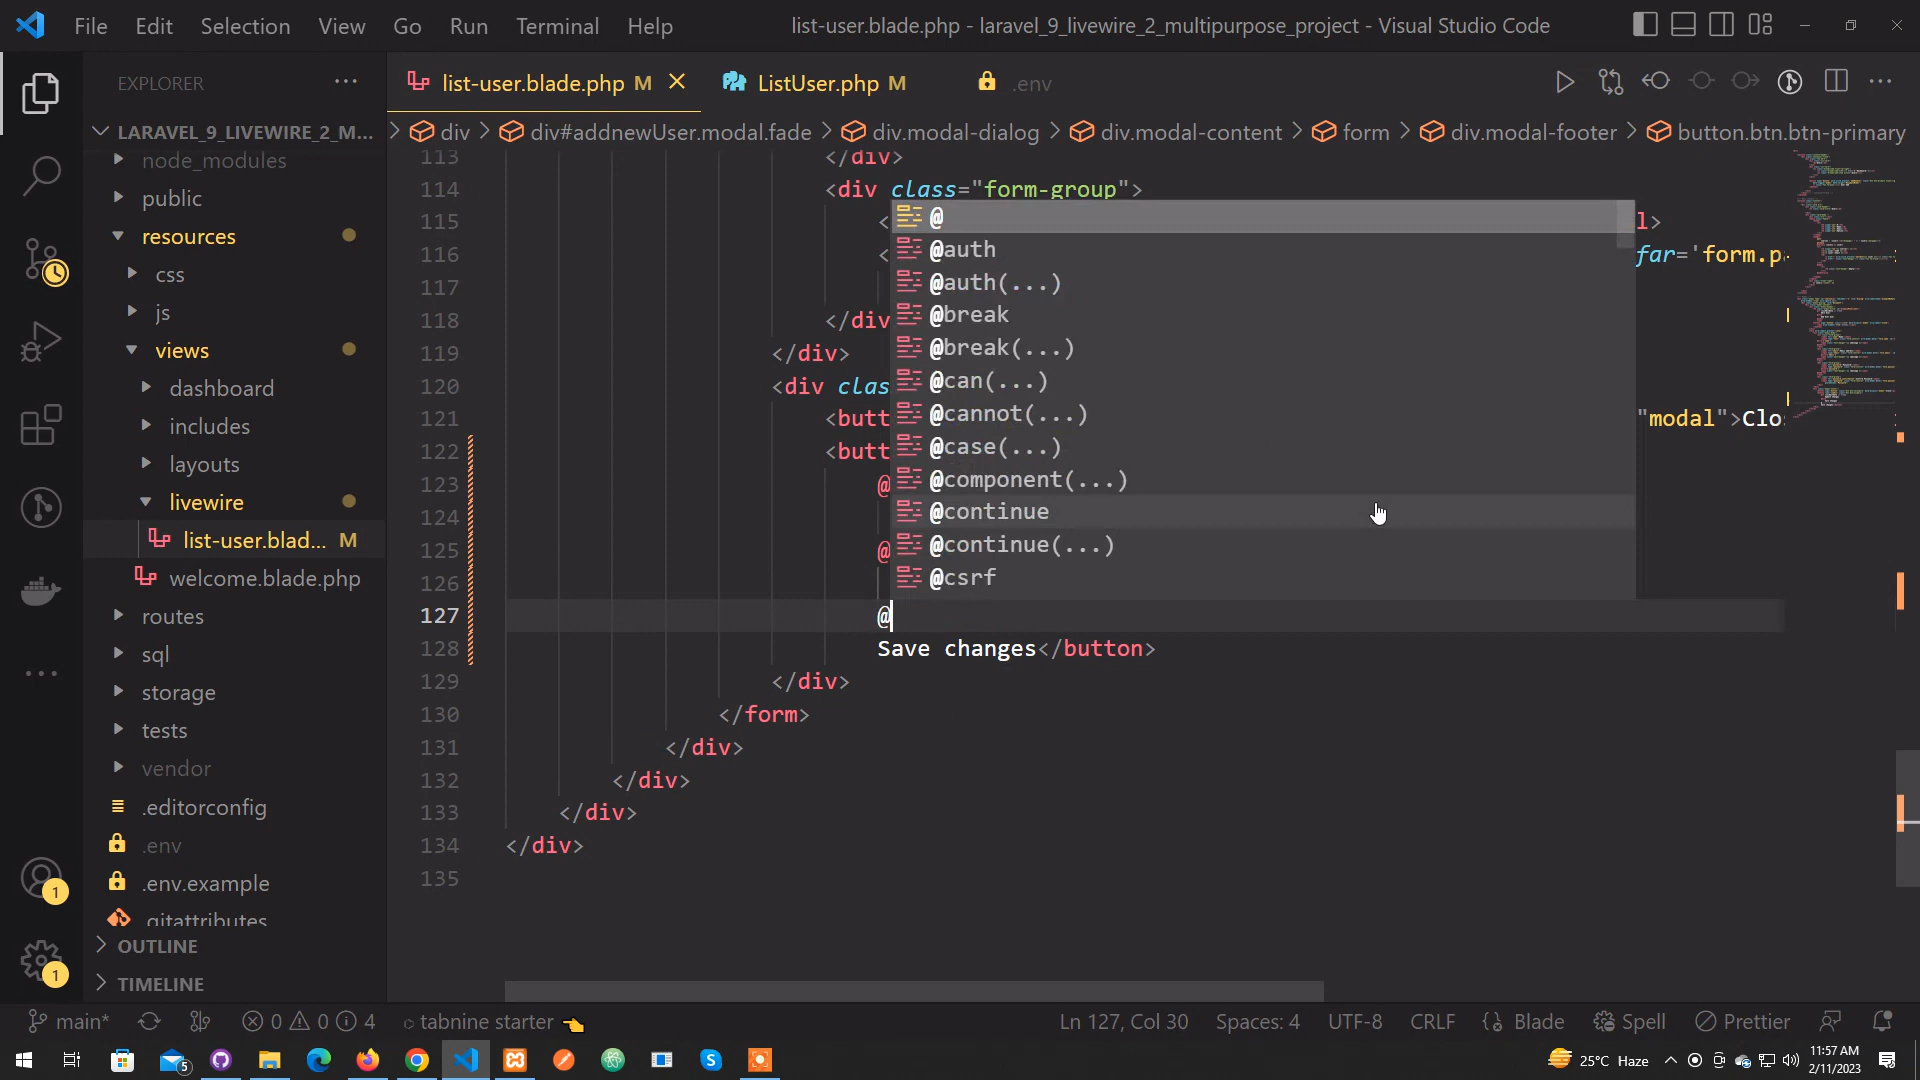 File Edit Selection View Go Run Terminal Help
list-user.blade.php - laravel_9_livewire_2_multipurpose_project - Visual Studio Code
EXPLORER ...
list-user.blade.php M
ListUser.php M
.env
LARAVEL_9_LIVEWIRE_2_M...
div div#addnewUser.modal.fade div.modal-dialog div.modal-content form div.modal-footer button.btn.btn-primary
node_modules
public
resources
css
js
views
dashboard
includes
layouts
livewire
list-user.blad... M
welcome.blade.php
routes
sql
storage
tests
vendor
.editorconfig
.env
.env.example
.gitattributes
OUTLINE
TIMELINE
113 </div>
114 <div class="form-group">
115 < l>
116 < far='form.pa
117
118 </div
119 </div>
120 <div clas
121 <butt "modal">Clo
122 <butt
123 @
124
125 @
126
127 @
128 Save changes</button>
129 </div>
130 </form>
131 </div>
132 </div>
133 </div>
134 </div>
135
@
@auth
@auth(...)
@break
@break(...)
@can(...)
@cannot(...)
@case(...)
@component(...)
@continue
@continue(...)
@csrf
1
1
main* 0 0 4 tabnine starter
Ln 127, Col 30 Spaces: 4 UTF-8 CRLF {} Blade Spell Prettier
5
25°C Haze
11:57 AM
2/11/2023